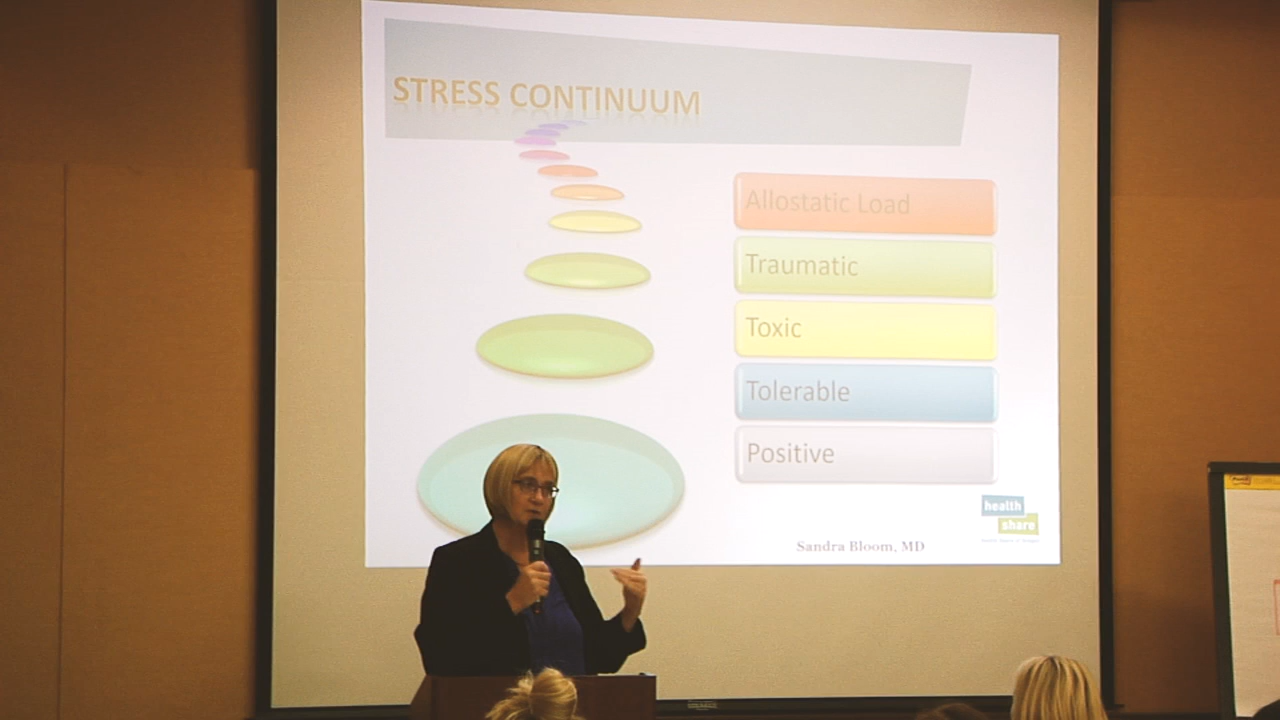 STRESS CONTINUUM
Allostatic Load
Traumatic
Toxic
Tolerable
Positive
health
share
Sandra Bloom, MD